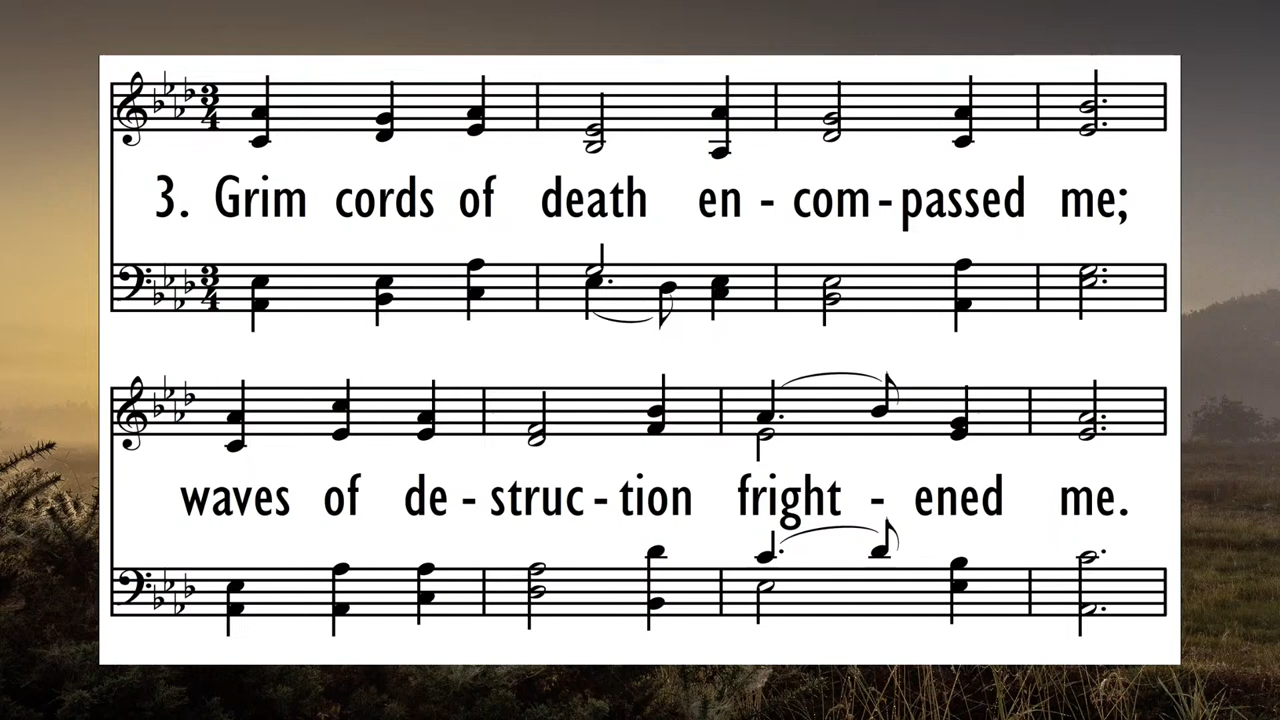 3. Grim cords of death en - com - passed me;
waves of de - struc - tion fright - ened me.